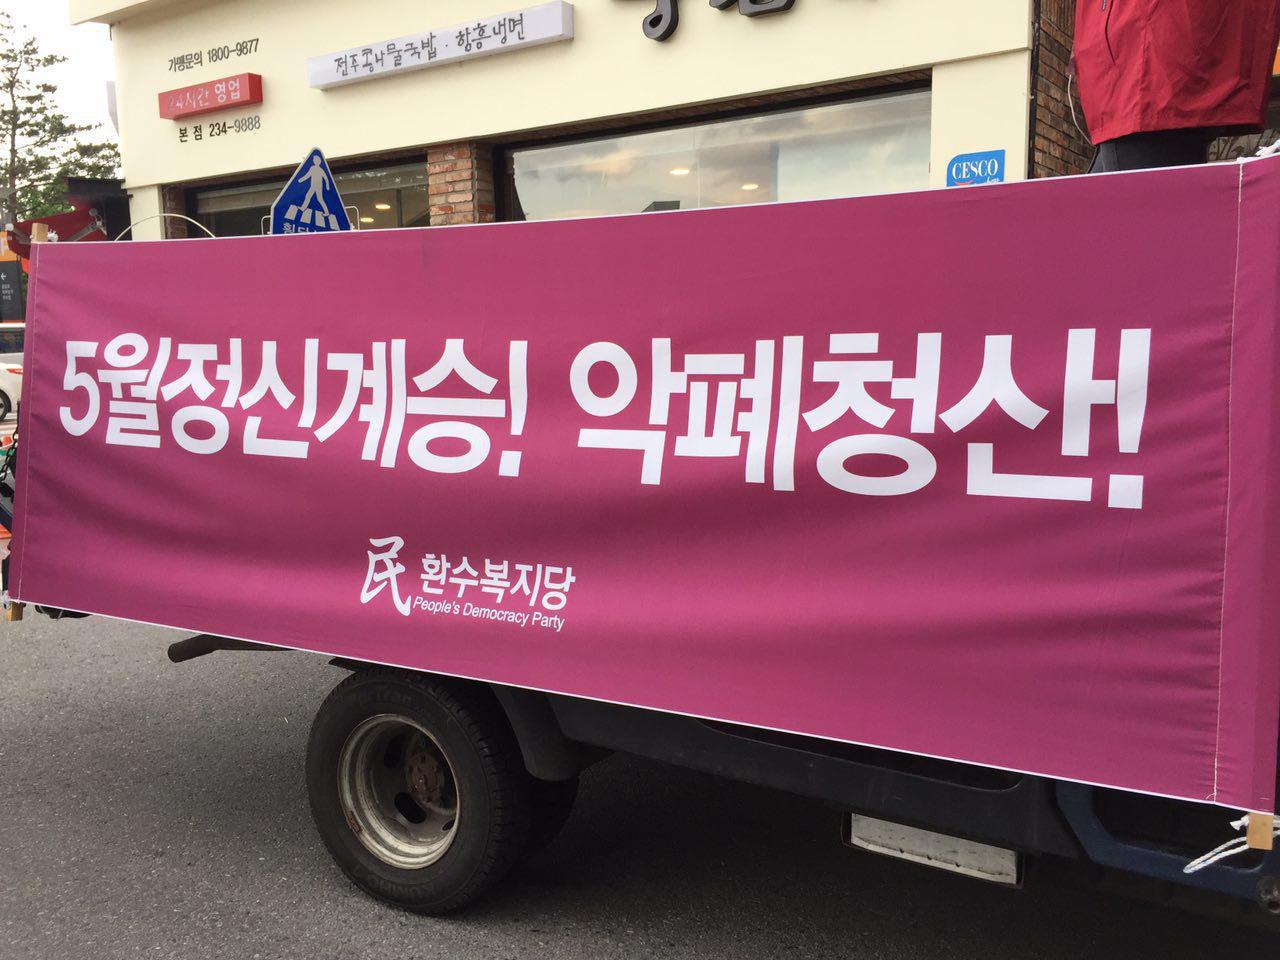 가맹문의 1800-9877
24시간 영업
본 점 234-9888
전주콩나물국밥 · 함흥냉면
CESCO
5월정신계승! 악폐청산!
民 환수복지당
People's Democracy Party